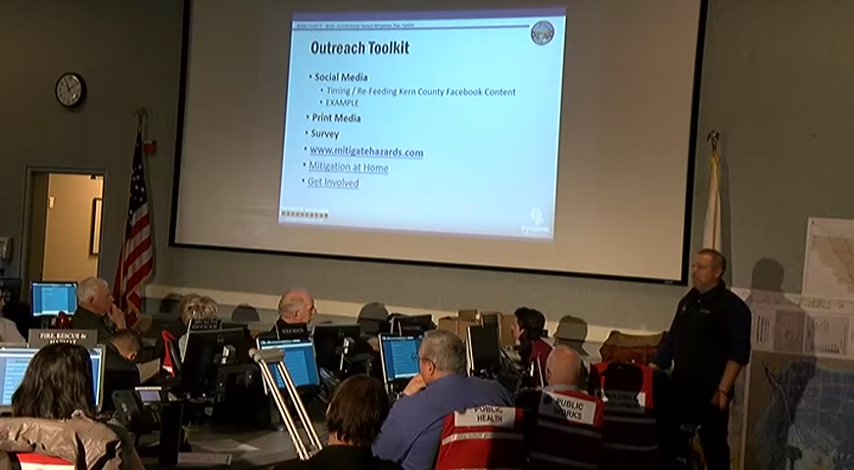 Outreach Toolkit
• Social Media
• Timing / Re-Feeding Kern County Facebook Content
• EXAMPLE
• Print Media
• Survey
• www.mitigatehazards.com
• Mitigation at Home
• Get Involved
FIRE, RESCUE &
PUBLIC
HEALTH
PUBLIC
WORKS